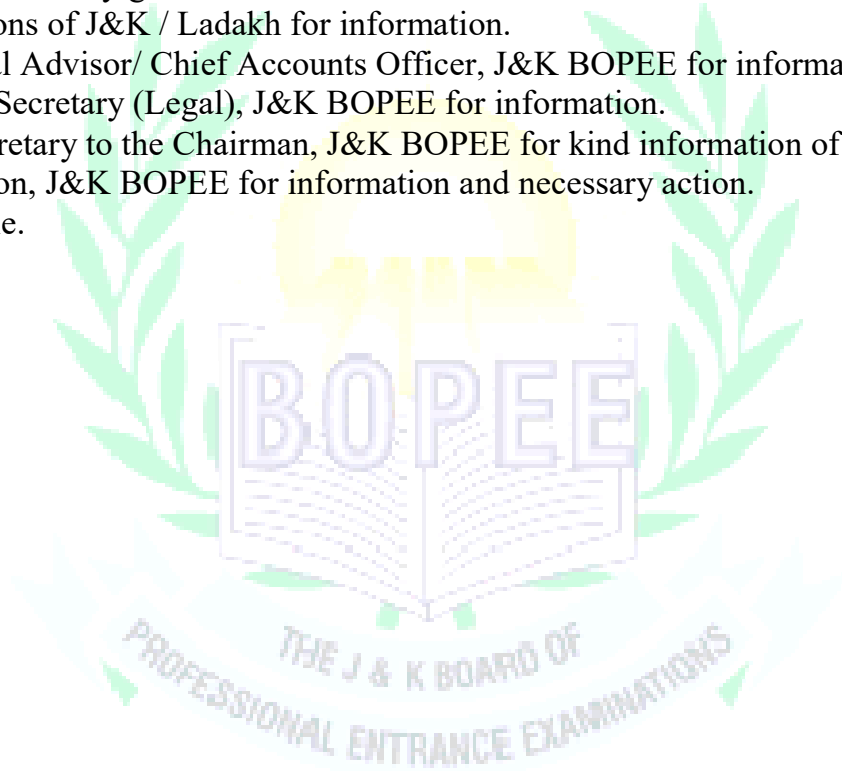 ons of J&K / Ladakh for information.
l Advisor/ Chief Accounts Officer, J&K BOPEE for informa
Secretary (Legal), J&K BOPEE for information.
retary to the Chairman, J&K BOPEE for kind information of
on, J&K BOPEE for information and necessary action.
e.
BOPEE
THE J & K BOARD OF
PROFESSIONAL ENTRANCE EXAMINATIONS